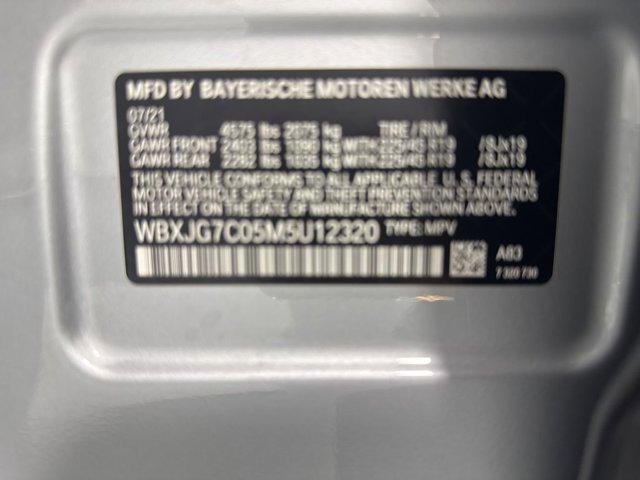 MFD BY BAYERISCHE MOTOREN WERKE AG
07/21
GVWR 4575 lbs 2075 kg TIRE / RIM
GAWR FRONT 2403 lbs kg WITH 225/45 R19 /8Jx19
GAWR REAR 2282 lbs 1035 kg WITH 225/45 R19 /8Jx19
THIS VEHICLE CONFORMS TO ALL APPLICABLE U.S. FEDERAL
MOTOR VEHICLE SAFETY AND THEFT PREVENTION STANDARDS
IN EFFECT ON THE DATE OF MANUFACTURE SHOWN ABOVE.
WBXJG7C05M5U12320 TYPE: MPV
A83
7 320 730